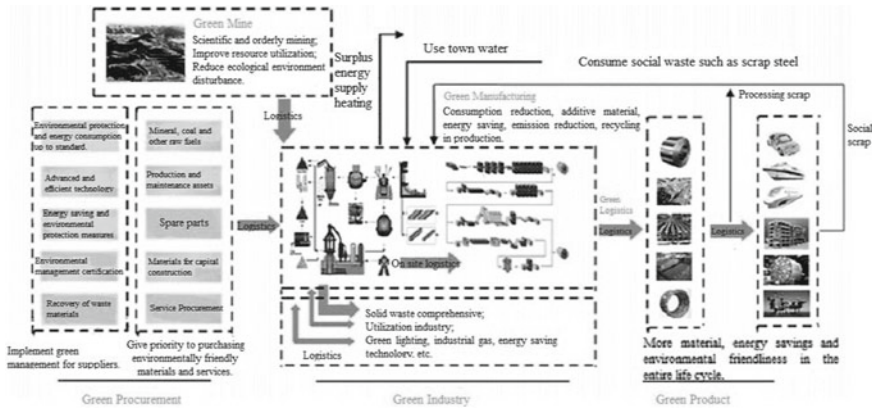 Green Mine
Scientific and orderly mining;
Improve resource utilization;
Reduce ecological environment
disturbance.
Logistics
Surplus
energy
supply
heating
Use town water
Consume social waste such as scrap steel
Processing scrap
Social
scrap
Green Manufacturing
Consumption reduction, additive material,
energy saving, emission reduction, recycling
in production.
Environmental protection
and energy consumption
up to standard.
Advanced and
efficient technology
Energy saving and
environmental
protection measures
Environmental
management certification
Recovery of waste
materials
Mineral, coal and
other raw fuels
Production and
maintenance assets
Spare parts
Materials for capital
construction
Service Procurement
Logistics
On site logistics
Green
Logistics
Logistics
Logistics
Solid waste comprehensive;
Utilization industry;
Green lighting, industrial gas, energy saving
technology, etc.
Logistics
Implement green
management for suppliers.
Give priority to purchasing
environmentally friendly
materials and services.
More material, energy savings and
environmental friendliness in the
entire life cycle.
Green Procurement
Green Industry
Green Product